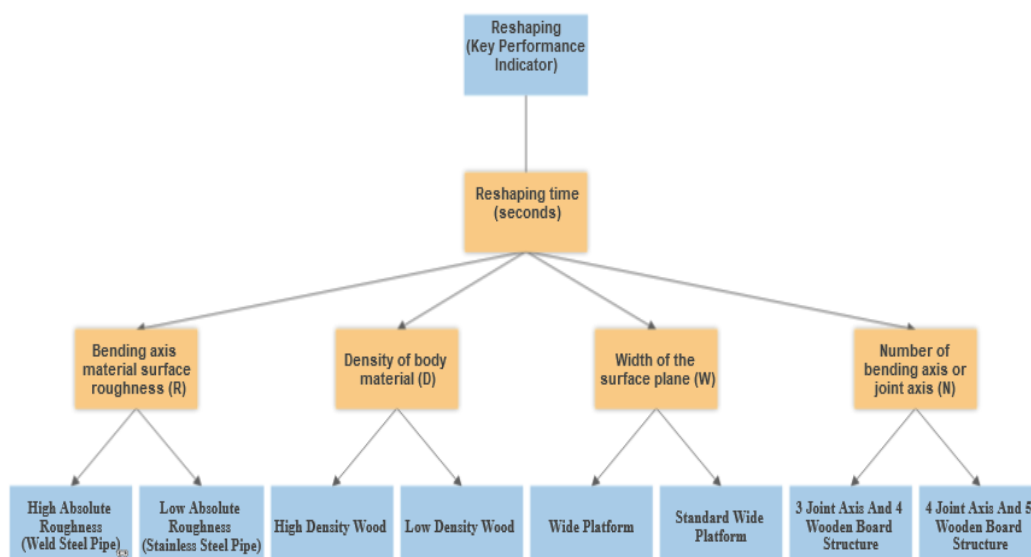 Reshaping
(Key Performance
Indicator)
Reshaping time
(seconds)
Bending axis
material surface
roughness (R)
Density of body
material (D)
Width of the
surface plane (W)
Number of
bending axis or
joint axis (N)
High Absolute
Roughness
(Weld Steel Pipe)
Low Absolute
Roughness
(Stainless Steel Pipe)
High Density Wood
Low Density Wood
Wide Platform
Standard Wide
Platform
3 Joint Axis And 4
Wooden Board
Structure
4 Joint Axis And 5
Wooden Board
Structure